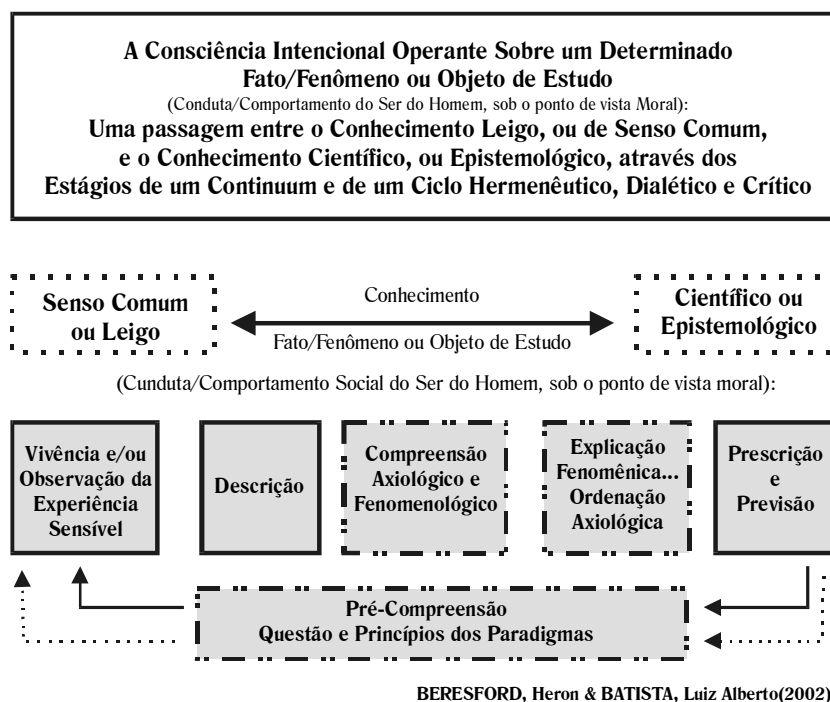 A Consciência Intencional Operante Sobre um Determinado
Fato/Fenômeno ou Objeto de Estudo
(Conduta/Comportamento do Ser do Homem, sob o ponto de vista Moral):
Uma passagem entre o Conhecimento Leigo, ou de Senso Comum,
e o Conhecimento Científico, ou Epistemológico, através dos
Estágios de um Continuum e de um Ciclo Hermenêutico, Dialético e Crítico
Senso Comum
ou Leigo
Conhecimento
Fato/Fenômeno ou Objeto de Estudo
Científico ou
Epistemológico
(Cunduta/Comportamento Social do Ser do Homem, sob o ponto de vista moral):
Vivência e/ou
Observação da
Experiência
Sensível
Descrição
Compreensão
Axiológico e
Fenomenológico
Explicação
Fenomênica...
Ordenação
Axiológica
Prescrição
e
Previsão
Pré-Compreensão
Questão e Princípios dos Paradigmas
BERESFORD, Heron & BATISTA, Luiz Alberto(2002)